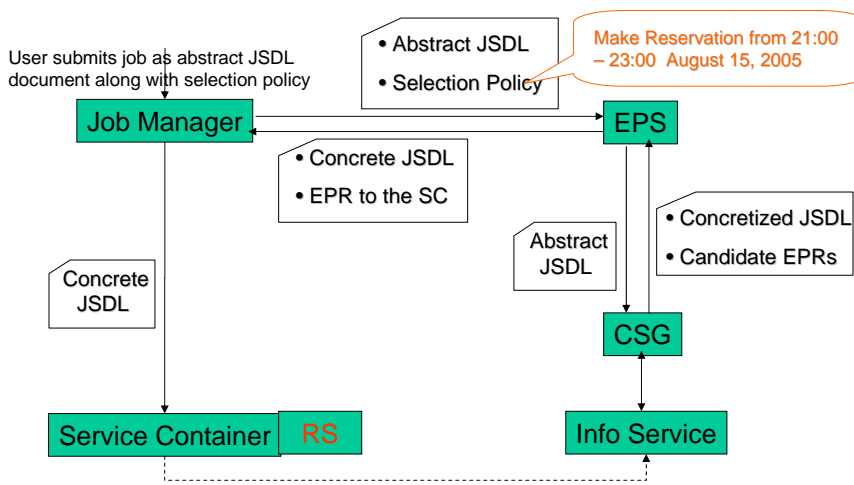 User submits job as abstract JSDL
document along with selection policy
• Abstract JSDL
• Selection Policy
Make Reservation from 21:00
– 23:00 August 15, 2005
Job Manager
EPS
• Concrete JSDL
• EPR to the SC
Abstract
JSDL
• Concretized JSDL
• Candidate EPRs
Concrete
JSDL
CSG
Service Container
RS
Info Service